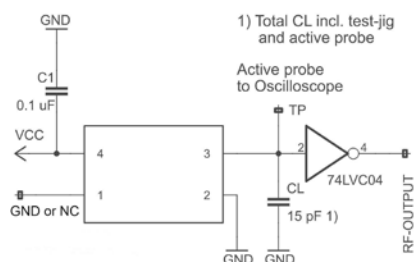 GND
1) Total CL incl. test-jig
and active probe
C1
0.1 uF
Active probe
to Oscilloscope
TP
VCC
4
3
2
4
1
2
74LVC04
GND or NC
CL
15 pF 1)
GND
GND
RF-OUTPUT